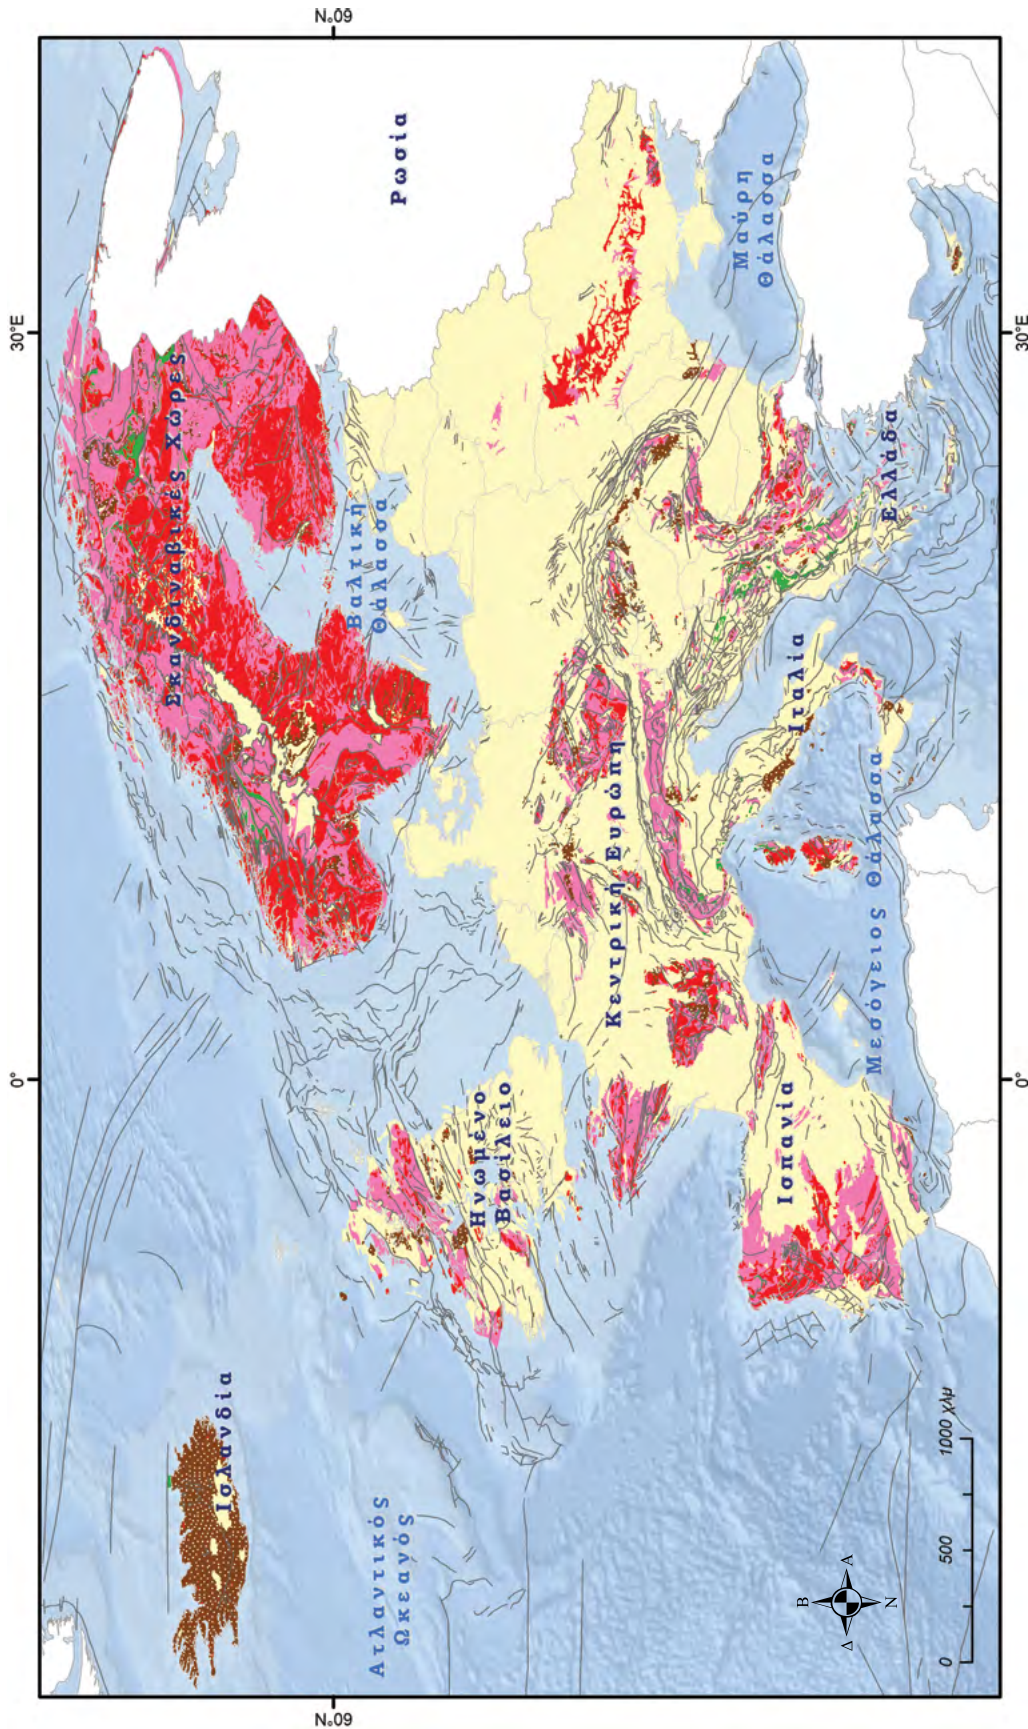 60°N
30°E
Ρωσία
Μαύρη
Θάλασσα
Σκανδιναβικές Χώρες
Βαλτική
Θάλασσα
Ελλάδα
Ιταλία
Κεντρική Ευρώπη
Μεσόγειος Θάλασσα
0°
Ηνωμένο
Βασίλειο
Ισπανία
Ισλανδία
Ατλαντικός
Ωκεανός
0 500 1000 χλμ
Β
Δ Α
Ν
60°N
30°E
0°